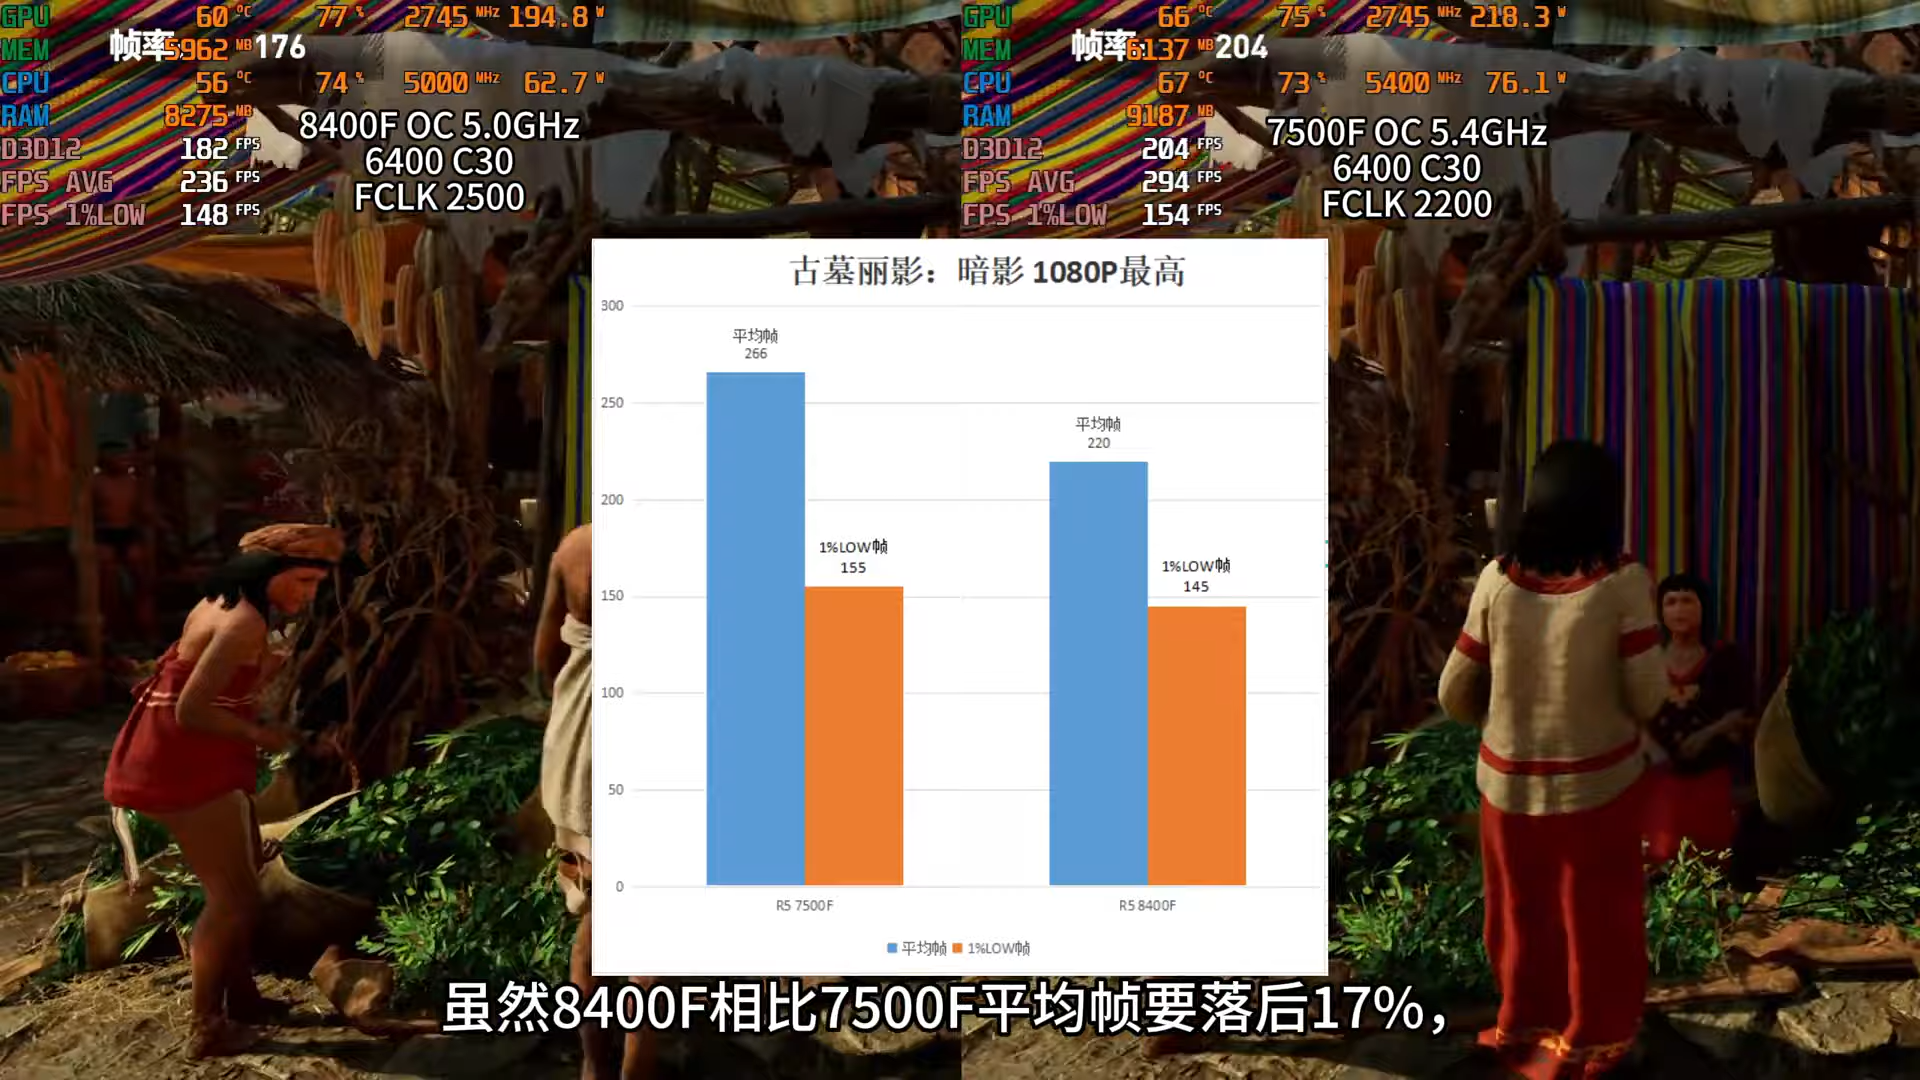 GPU 60 °C 77 % 2745 MHz 194.8 W
MEM 5962 MB
帧率: 176
CPU 56 °C 74 % 5000 MHz 62.7 W
RAM 8275 MB
D3D12 182 FPS
FPS AVG 236 FPS
FPS 1%LOW 148 FPS
8400F OC 5.0GHz
6400 C30
FCLK 2500
GPU 66 °C 75 % 2745 MHz 218.3 W
MEM 6137 MB
帧率: 204
CPU 67 °C 73 % 5400 MHz 76.1 W
RAM 9187 MB
D3D12 204 FPS
FPS AVG 294 FPS
FPS 1%LOW 154 FPS
7500F OC 5.4GHz
6400 C30
FCLK 2200
古墓丽影：暗影 1080P最高
300
250
200
150
100
50
0
平均帧
266
1%LOW帧
155
平均帧
220
1%LOW帧
145
R5 7500F
R5 8400F
平均帧 1%LOW帧
虽然8400F相比7500F平均帧要落后17%，